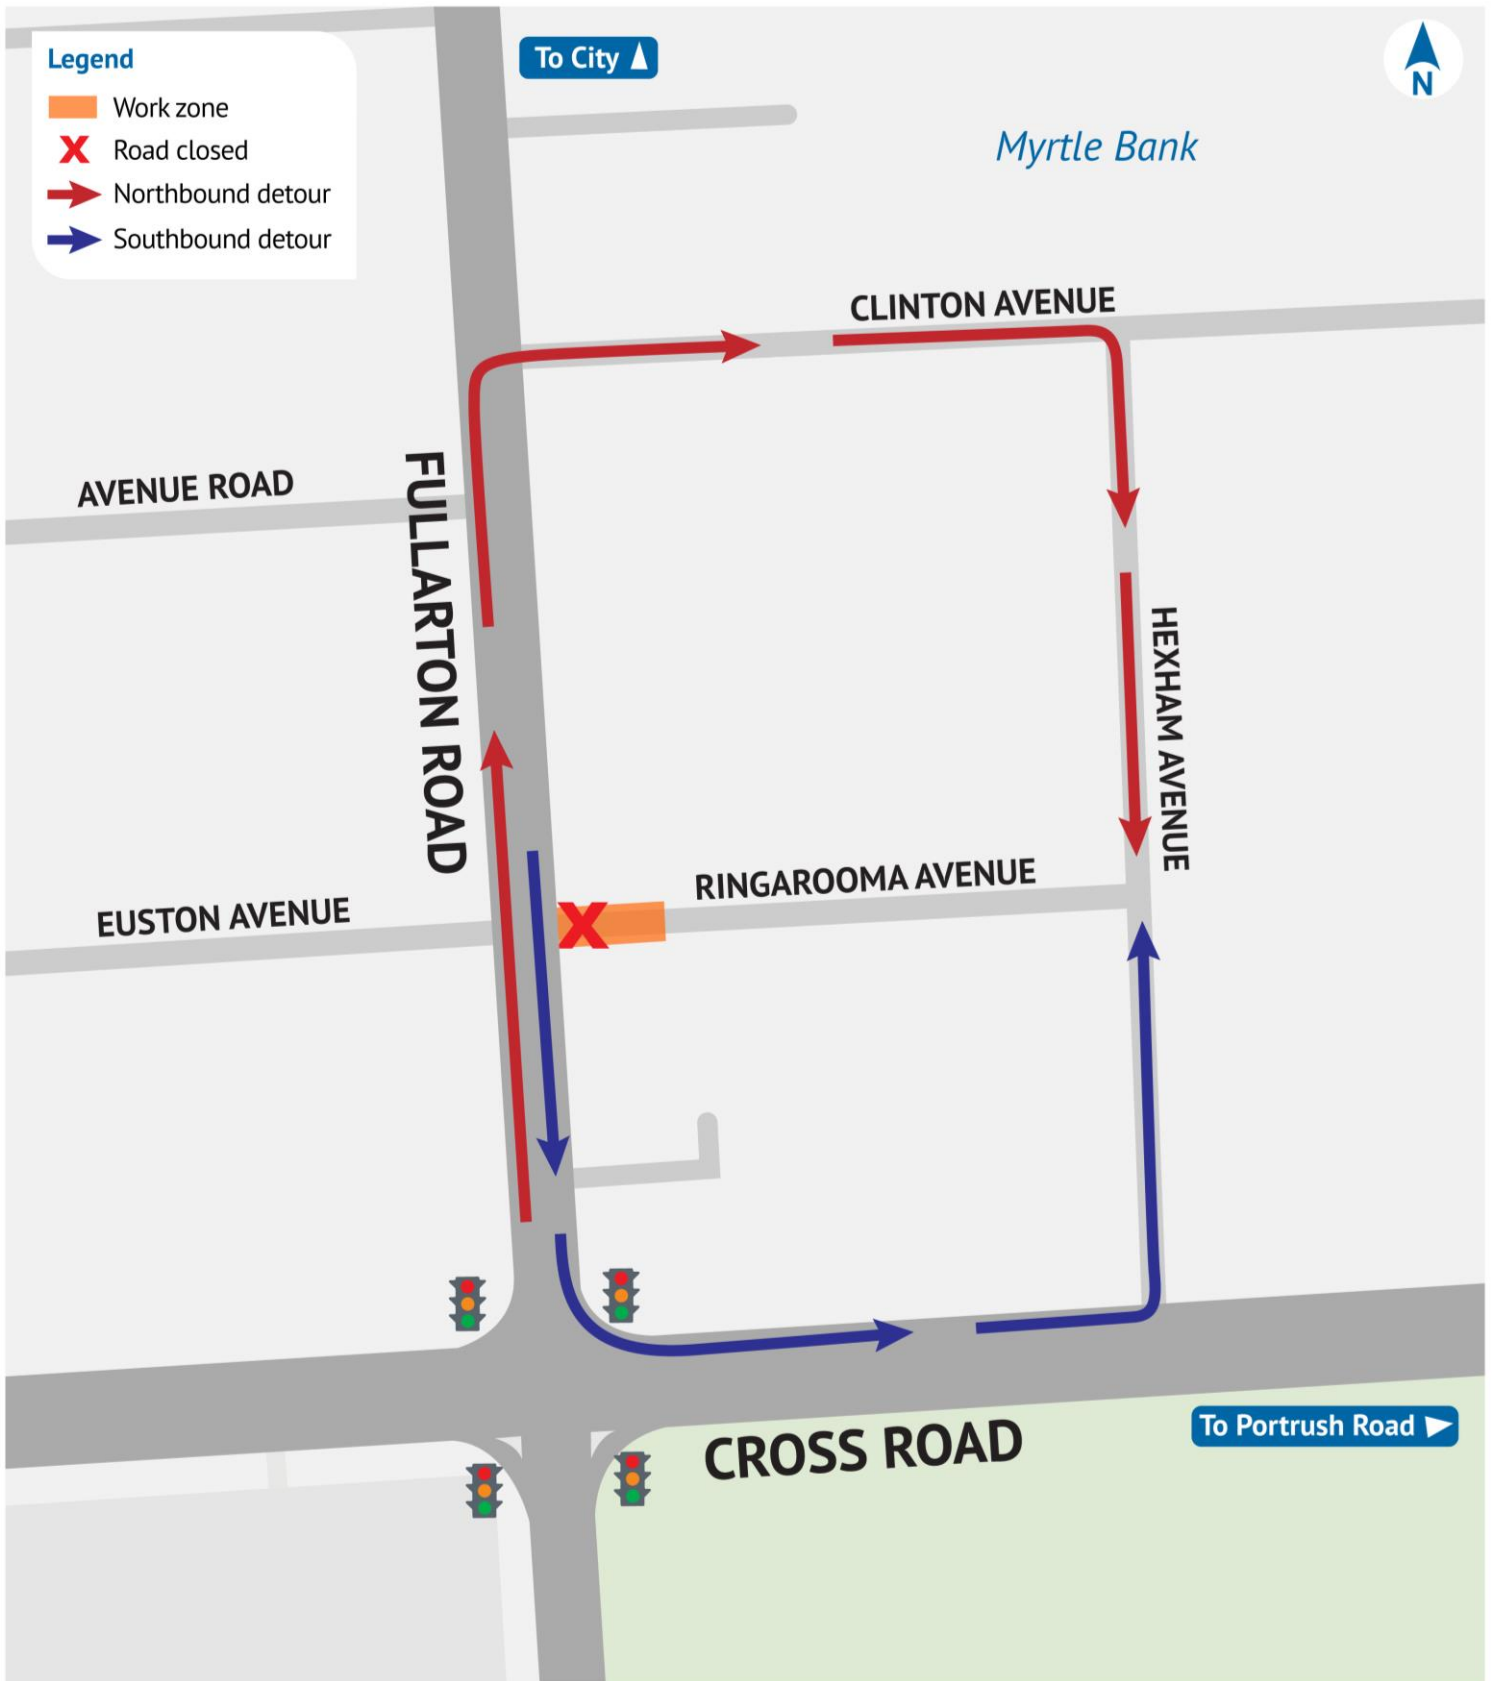 Legend
Work zone
X Road closed
Northbound detour
Southbound detour
To City
N
Myrtle Bank
CLINTON AVENUE
AVENUE ROAD
FULLARTON ROAD
HEXHAM AVENUE
RINGAROOMA AVENUE
EUSTON AVENUE
X
To Portrush Road
CROSS ROAD